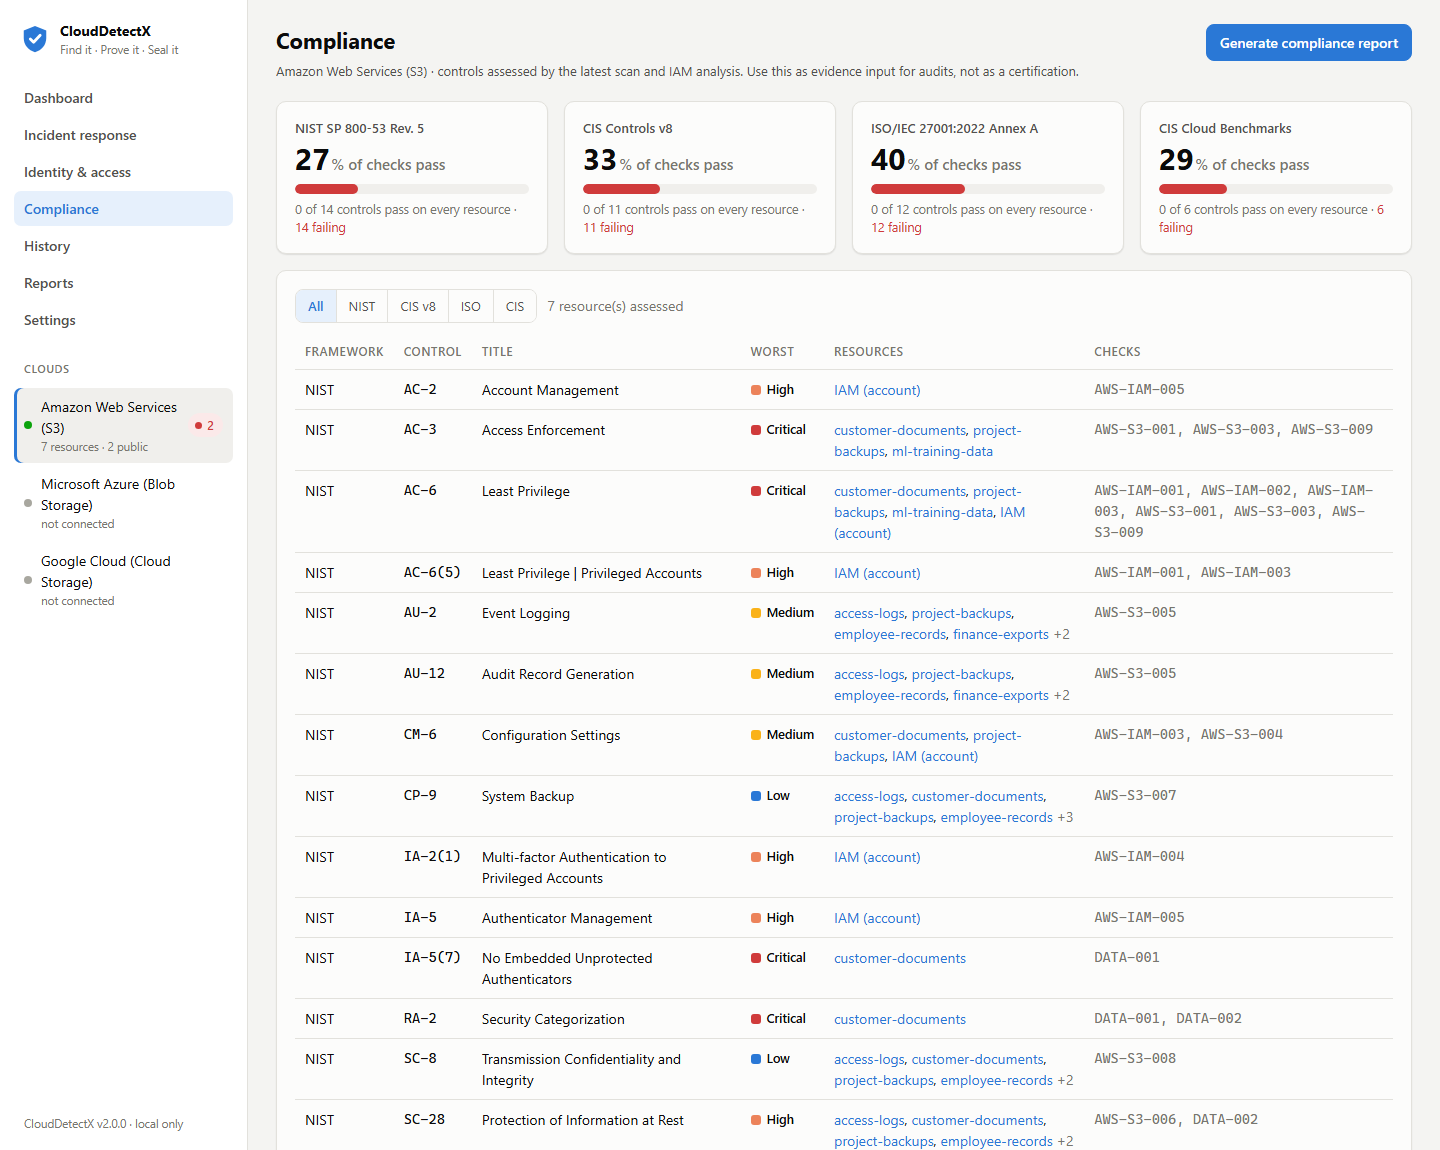 CloudDetectX
Find it · Prove it · Seal it
Dashboard
Incident response
Identity & access
Compliance
History
Reports
Settings
CLOUDS
Amazon Web Services
(S3)
7 resources · 2 public
2
Microsoft Azure (Blob
Storage)
not connected
Google Cloud (Cloud
Storage)
not connected
CloudDetectX v2.0.0 · local only
Compliance
Generate compliance report
Amazon Web Services (S3) · controls assessed by the latest scan and IAM analysis. Use this as evidence input for audits, not as a certification.
NIST SP 800-53 Rev. 5
27 % of checks pass
0 of 14 controls pass on every resource ·
14 failing
CIS Controls v8
33 % of checks pass
0 of 11 controls pass on every resource ·
11 failing
ISO/IEC 27001:2022 Annex A
40 % of checks pass
0 of 12 controls pass on every resource ·
12 failing
CIS Cloud Benchmarks
29 % of checks pass
0 of 6 controls pass on every resource · 6
failing
All NIST CIS v8 ISO CIS 7 resource(s) assessed
FRAMEWORK CONTROL TITLE WORST RESOURCES CHECKS
NIST AC-2 Account Management High IAM (account) AWS-IAM-005
NIST AC-3 Access Enforcement Critical customer-documents, project- AWS-S3-001, AWS-S3-003, AWS-S3-009
backups, ml-training-data
NIST AC-6 Least Privilege Critical customer-documents, project- AWS-IAM-001, AWS-IAM-002, AWS-IAM-
backups, ml-training-data, IAM 003, AWS-S3-001, AWS-S3-003, AWS-
(account) S3-009
NIST AC-6(5) Least Privilege | Privileged Accounts High IAM (account) AWS-IAM-001, AWS-IAM-003
NIST AU-2 Event Logging Medium access-logs, project-backups, AWS-S3-005
employee-records, finance-exports +2
NIST AU-12 Audit Record Generation Medium access-logs, project-backups, AWS-S3-005
employee-records, finance-exports +2
NIST CM-6 Configuration Settings Medium customer-documents, project- AWS-IAM-003, AWS-S3-004
backups, IAM (account)
NIST CP-9 System Backup Low access-logs, customer-documents, AWS-S3-007
project-backups, employee-records +3
NIST IA-2(1) Multi-factor Authentication to High IAM (account) AWS-IAM-004
Privileged Accounts
NIST IA-5 Authenticator Management High IAM (account) AWS-IAM-005
NIST IA-5(7) No Embedded Unprotected Critical customer-documents DATA-001
Authenticators
NIST RA-2 Security Categorization Critical customer-documents DATA-001, DATA-002
NIST SC-8 Transmission Confidentiality and Low access-logs, customer-documents, AWS-S3-008
Integrity project-backups, employee-records +2
NIST SC-28 Protection of Information at Rest High access-logs, customer-documents, AWS-S3-006, DATA-002
project-backups, employee-records +2